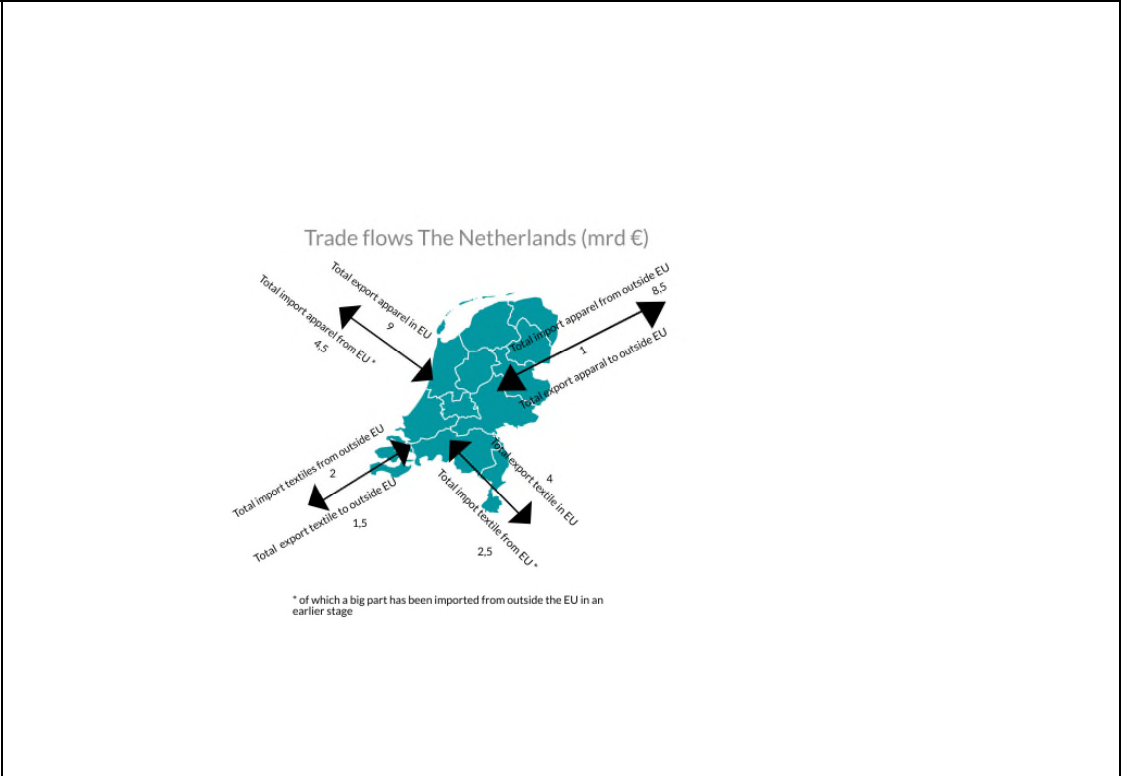 Trade flows The Netherlands (mrd €)
Total export apparel in EU
9
Total import apparel from EU *
4,5
Total import apparel from outside EU
8,5
1
Total export apparal to outside EU
Total import textiles from outside EU
2
Total export textile to outside EU
1,5
Total export textile in EU
4
Total impot textile from EU *
2,5
* of which a big part has been imported from outside the EU in an
earlier stage